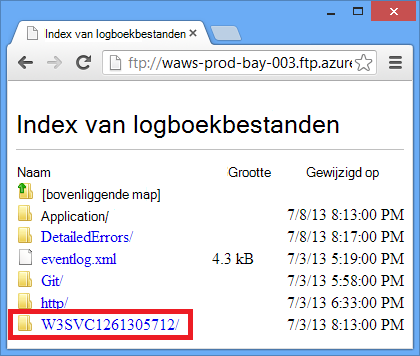 Index van logboekbestanden
ftp://waws-prod-bay-003.ftp.azure
Index van logboekbestanden
Naam Grootte Gewijzigd op
[bovenliggende map]
Application/ 7/8/13 8:13:00 PM
DetailedErrors/ 7/8/13 8:17:00 PM
eventlog.xml 4.3 kB 7/3/13 5:19:00 PM
Git/ 7/3/13 5:58:00 PM
http/ 7/3/13 6:33:00 PM
W3SVC1261305712/ 7/3/13 8:13:00 PM